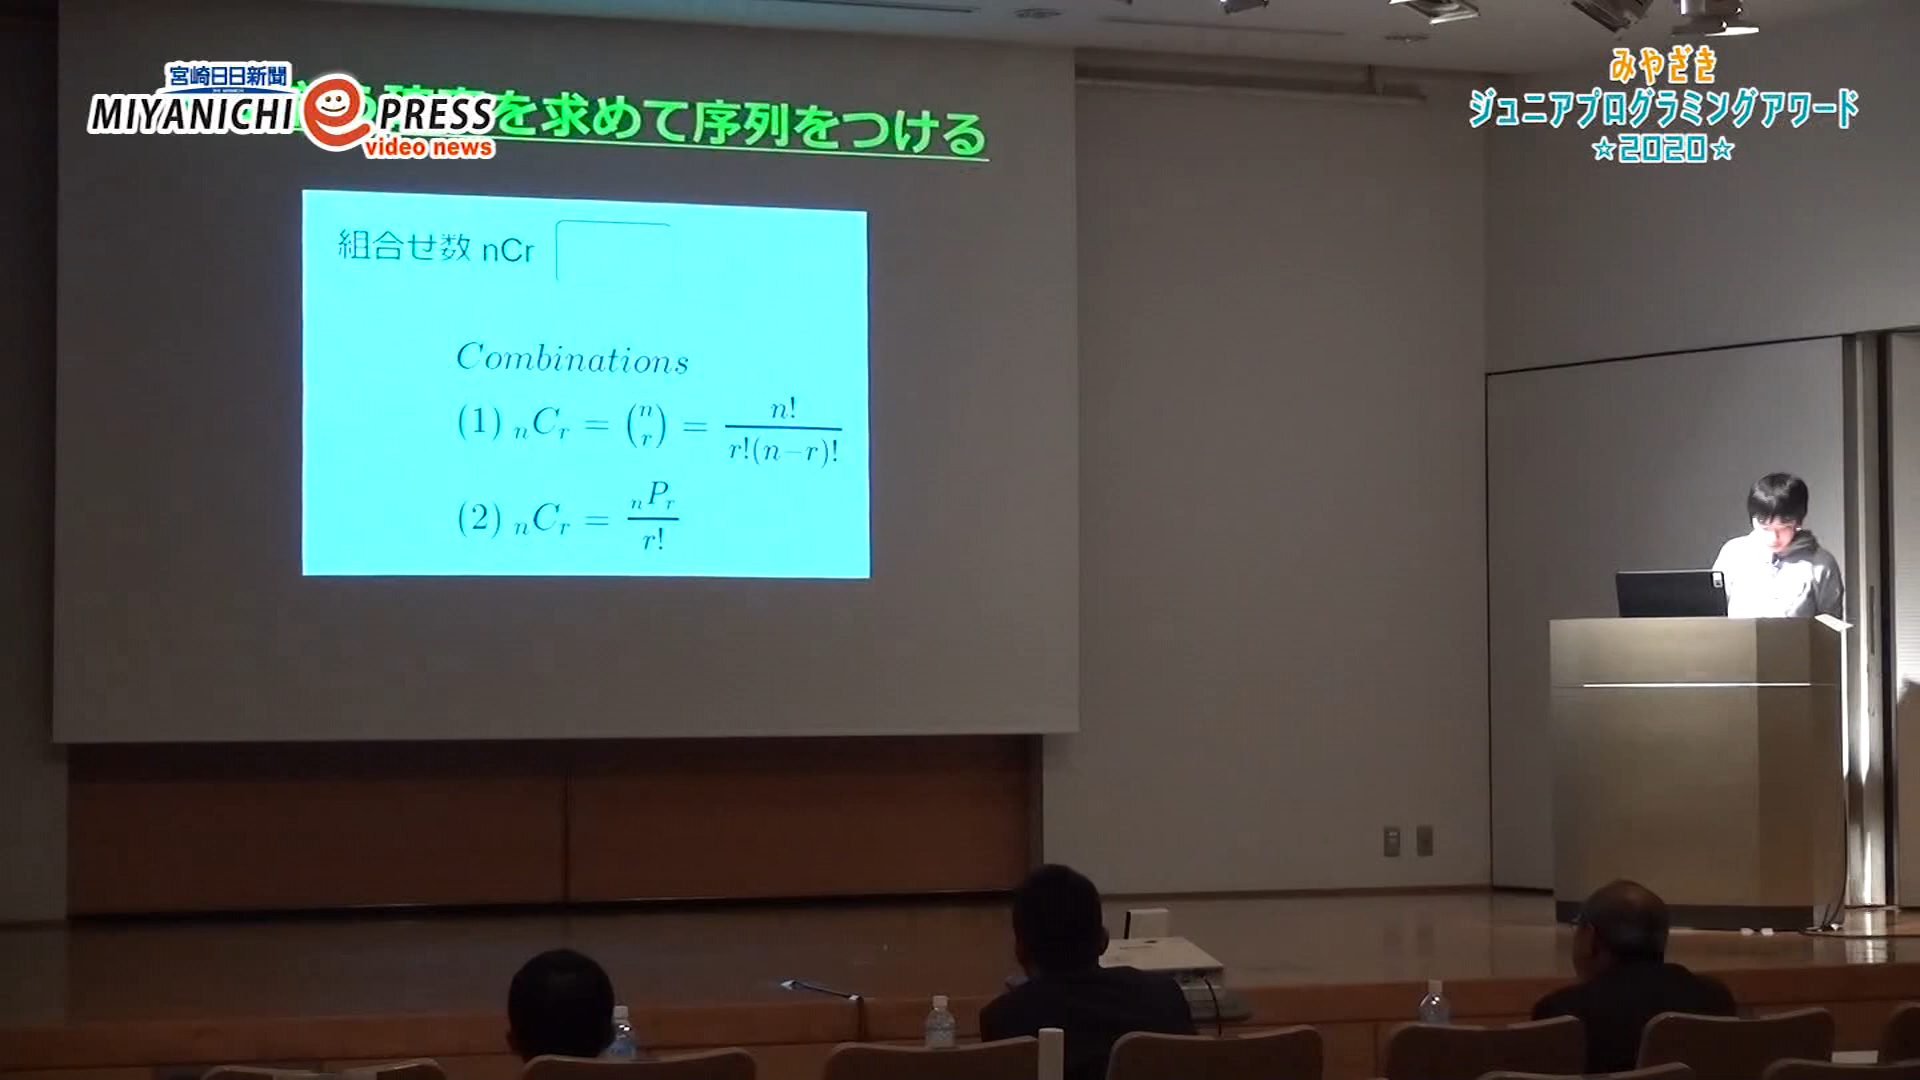 宮崎日日新聞
MIYANICHI e PRESS
video news
みやざき
ジュニアプログラミングアワード
☆2020☆
を求めて序列をつける
組合せ数 nCr
Combinations
(1) nCr = (n r) = n! / r!(n−r)!
(2) nCr = nPr / r!